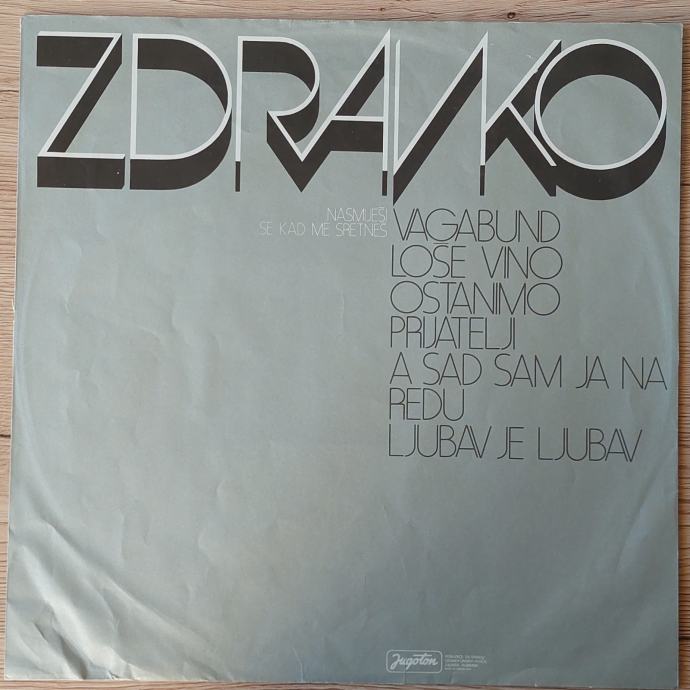 ZDRAVKO
NASMIJEŠI
SE KAD ME SRETNEŠ
VAGABUND
LOŠE VINO
OSTANIMO
PRIJATELJI
A SAD SAM JA NA
REDU
LJUBAV JE LJUBAV
Jugoton